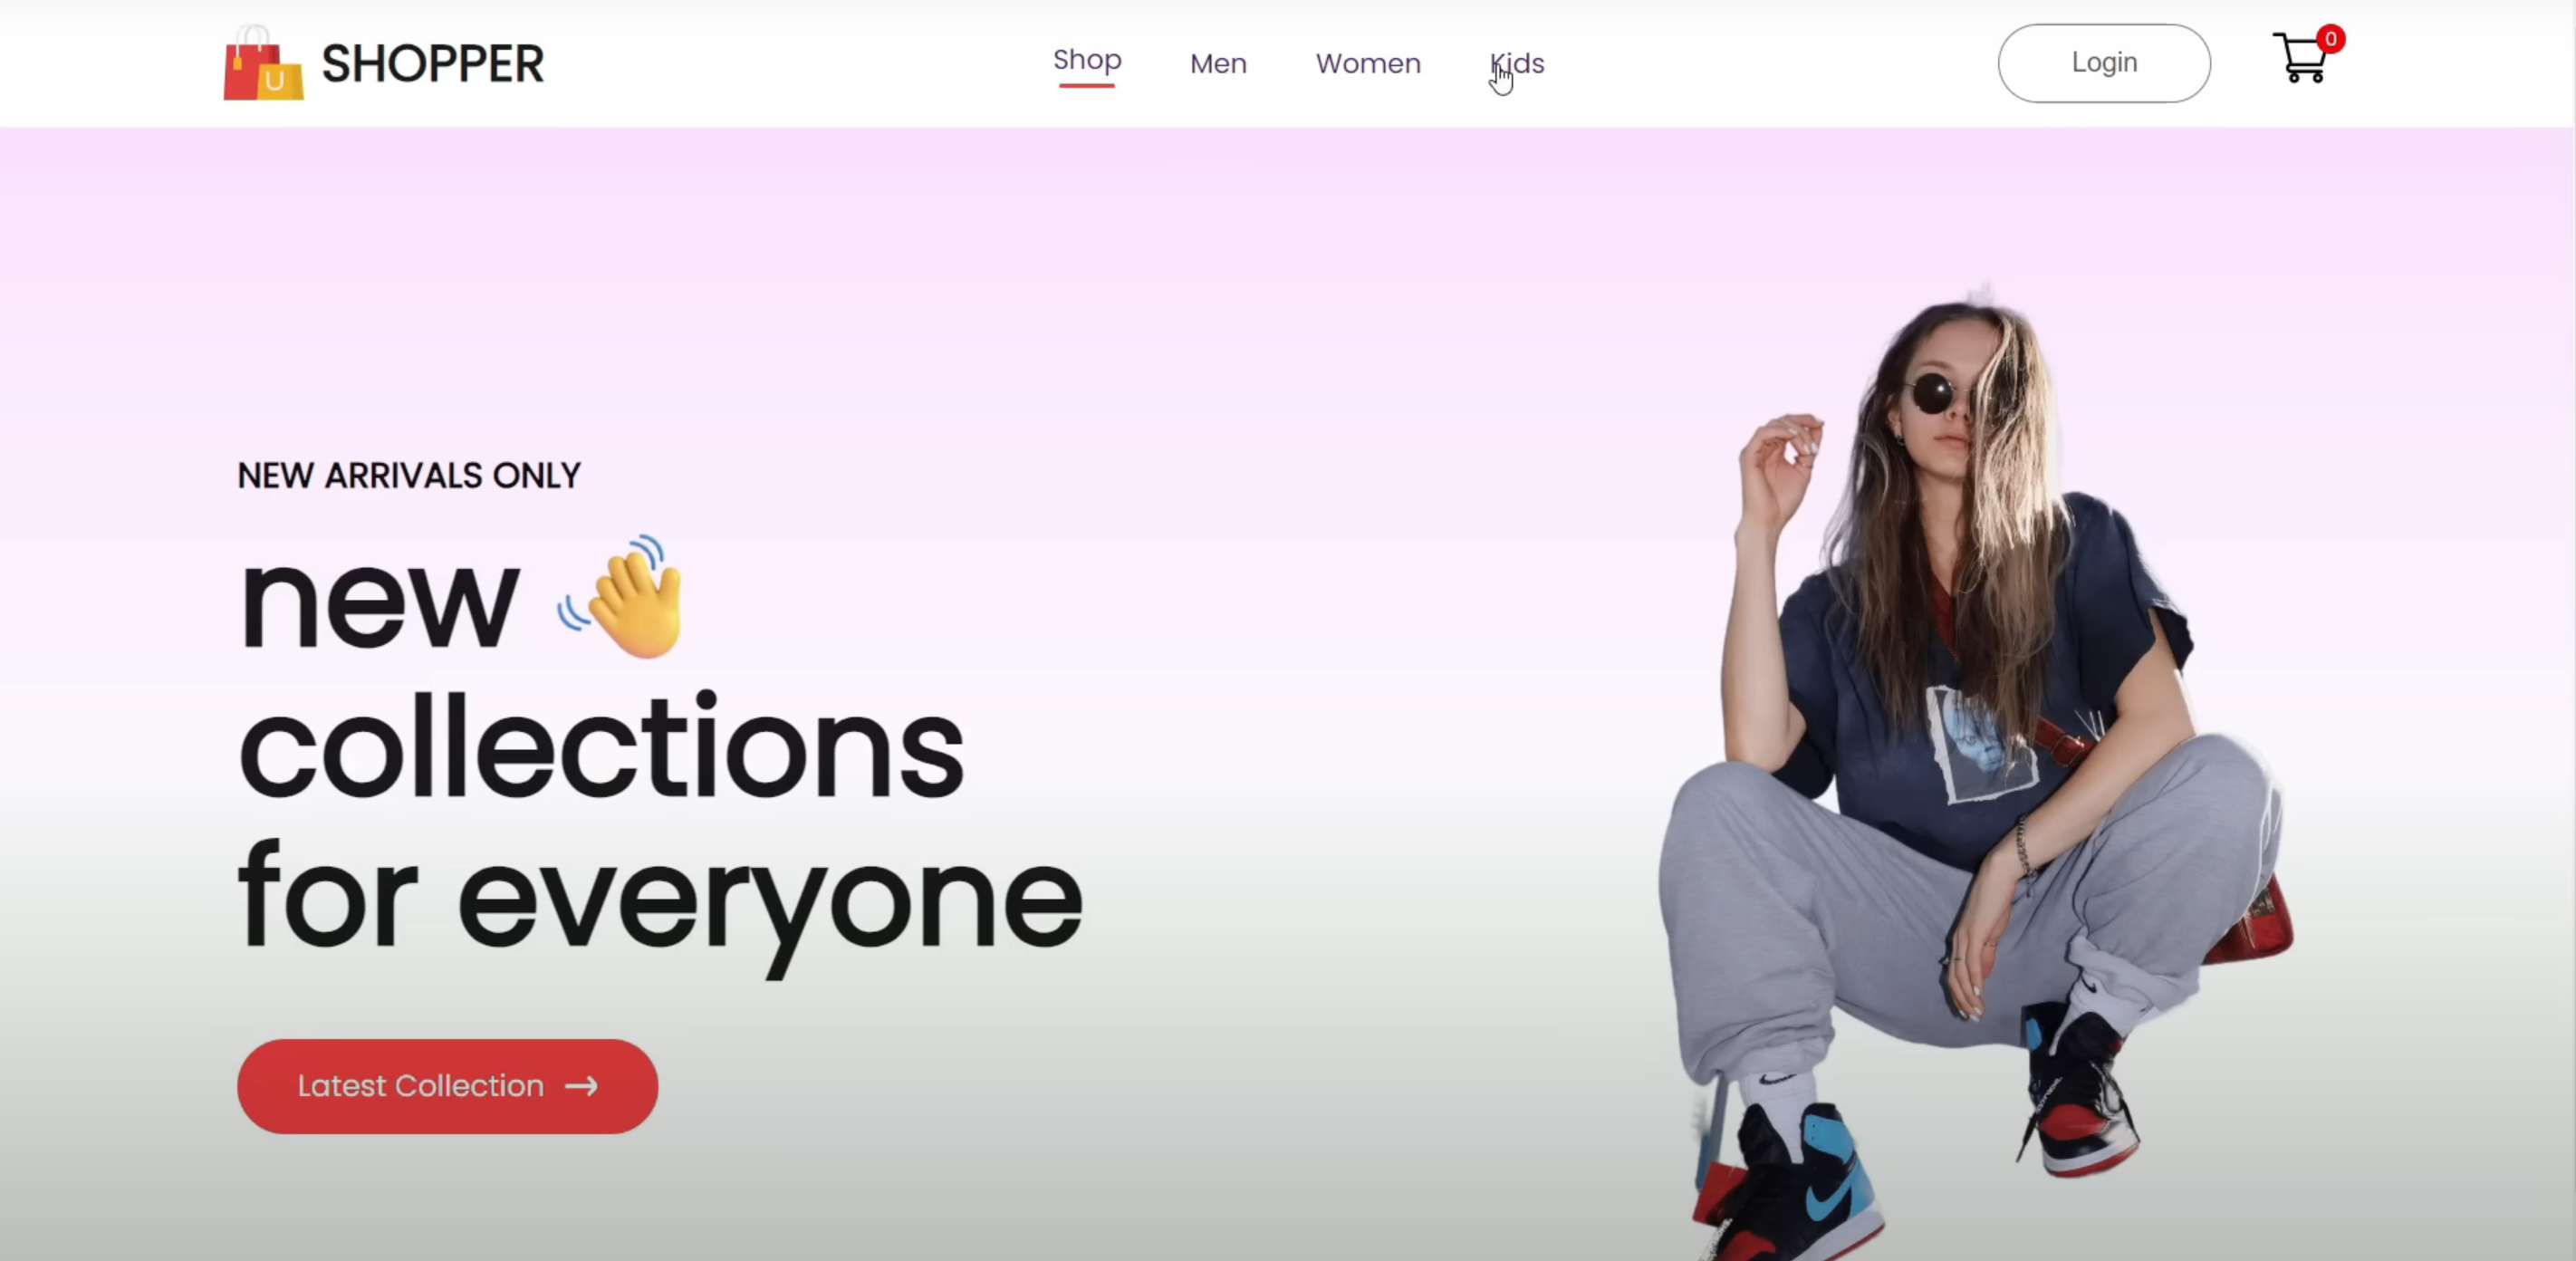 SHOPPER
Shop Men Women Kids
Login
0
NEW ARRIVALS ONLY
new
collections
for everyone
Latest Collection →